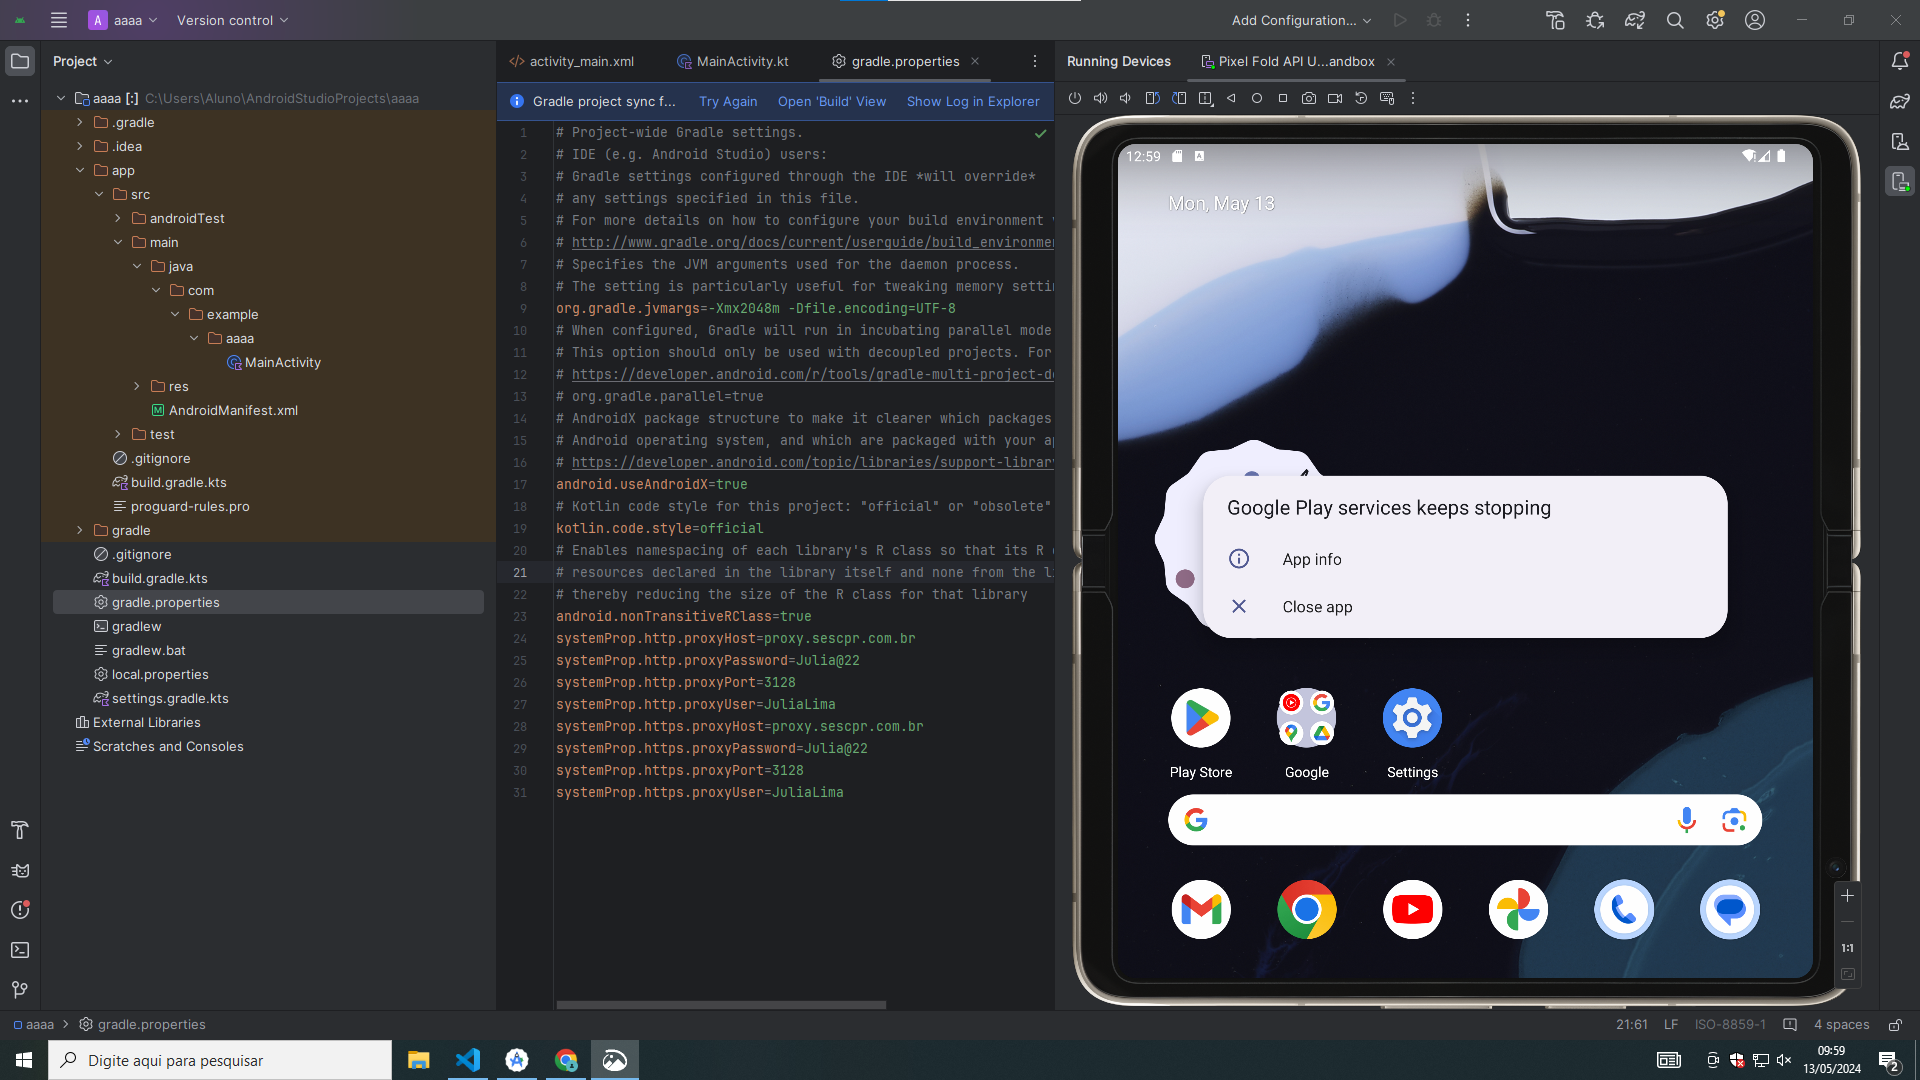 A
aaaa
Version control
Add Configuration...
Project
aaaa [:] C:\Users\Aluno\AndroidStudioProjects\aaaa
.gradle
.idea
app
src
androidTest
main
java
com
example
aaaa
MainActivity
res
AndroidManifest.xml
test
.gitignore
build.gradle.kts
proguard-rules.pro
gradle
.gitignore
build.gradle.kts
gradle.properties
gradlew
gradlew.bat
local.properties
settings.gradle.kts
External Libraries
Scratches and Consoles
activity_main.xml
MainActivity.kt
gradle.properties
Gradle project sync f... Try Again Open 'Build' View Show Log in Explorer
1 # Project-wide Gradle settings.
2 # IDE (e.g. Android Studio) users:
3 # Gradle settings configured through the IDE *will override*
4 # any settings specified in this file.
5 # For more details on how to configure your build environment
6 # http://www.gradle.org/docs/current/userguide/build_environmen
7 # Specifies the JVM arguments used for the daemon process.
8 # The setting is particularly useful for tweaking memory settin
9 org.gradle.jvmargs=-Xmx2048m -Dfile.encoding=UTF-8
10 # When configured, Gradle will run in incubating parallel mode
11 # This option should only be used with decoupled projects. For
12 # https://developer.android.com/r/tools/gradle-multi-project-de
13 # org.gradle.parallel=true
14 # AndroidX package structure to make it clearer which packages
15 # Android operating system, and which are packaged with your ap
16 # https://developer.android.com/topic/libraries/support-library
17 android.useAndroidX=true
18 # Kotlin code style for this project: "official" or "obsolete"
19 kotlin.code.style=official
20 # Enables namespacing of each library's R class so that its R
21 # resources declared in the library itself and none from the li
22 # thereby reducing the size of the R class for that library
23 android.nonTransitiveRClass=true
24 systemProp.http.proxyHost=proxy.sescpr.com.br
25 systemProp.http.proxyPassword=Julia@22
26 systemProp.http.proxyPort=3128
27 systemProp.http.proxyUser=JuliaLima
28 systemProp.https.proxyHost=proxy.sescpr.com.br
29 systemProp.https.proxyPassword=Julia@22
30 systemProp.https.proxyPort=3128
31 systemProp.https.proxyUser=JuliaLima
Running Devices
Pixel Fold API U...andbox
12:59
Mon, May 13
Google Play services keeps stopping
App info
Close app
Play Store
Google
Settings
1:1
aaaa > gradle.properties
21:61 LF ISO-8859-1 4 spaces
Digite aqui para pesquisar
09:59
13/05/2024
2